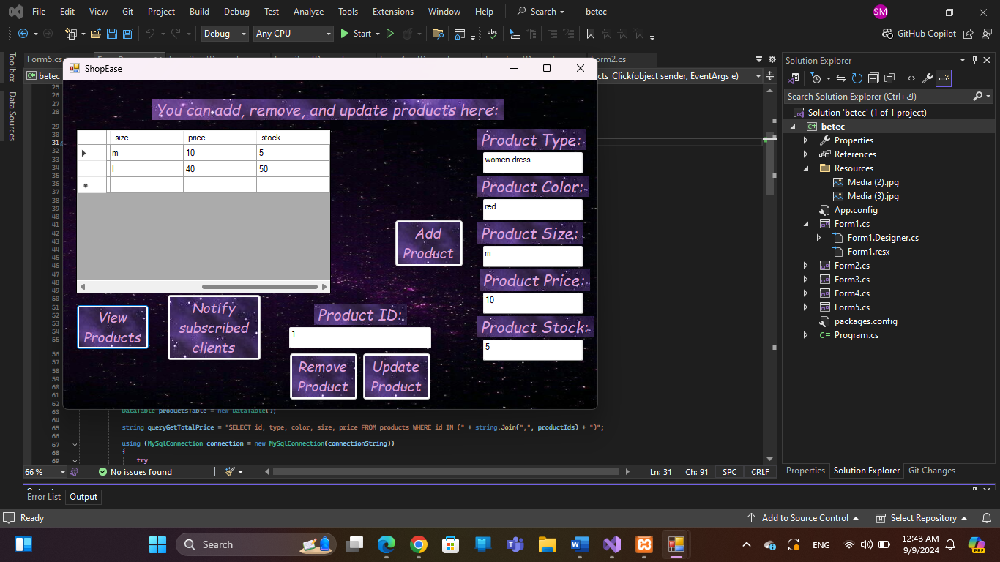 File Edit View Git Project Build Debug Test Analyze Tools Extensions Window Help Search betec SM
Debug Any CPU Start GitHub Copilot
Toolbox
Data Sources
Form5.cs Form2.cs
betec cts_Click(object sender, EventArgs e)
ShopEase
You can add, remove, and update products here:
size price stock
m 10 5
l 40 50
Product Type:
women dress
Product Color:
red
Product Size:
m
Product Price:
10
Product Stock:
5
Add
Product
View
Products
Notify
subscribed
clients
Product ID:
1
Remove
Product
Update
Product
25
26
27
28
29
30
31
32
33
34
35
36
37
38
39
40
41
42
43
44
45
46
47
48
49
50
51
52
53
54
55
56
57
58
59
60
61
62
63 DataTable productsTable = new DataTable();
64
65 string queryGetTotalPrice = "SELECT id, type, color, size, price FROM products WHERE id IN (" + string.Join(",", productIds) + ")";
66
67 using (MySqlConnection connection = new MySqlConnection(connectionString))
68 {
69 try
66 % No issues found Ln: 31 Ch: 91 SPC CRLF
Error List Output
Solution Explorer
Search Solution Explorer (Ctrl+ك)
Solution 'betec' (1 of 1 project)
betec
Properties
References
Resources
Media (2).jpg
Media (3).jpg
App.config
Form1.cs
Form1.Designer.cs
Form1.resx
Form2.cs
Form3.cs
Form4.cs
Form5.cs
packages.config
Program.cs
Properties Solution Explorer Git Changes
Ready Add to Source Control Select Repository
Search ENG 12:43 AM
9/9/2024
PRE